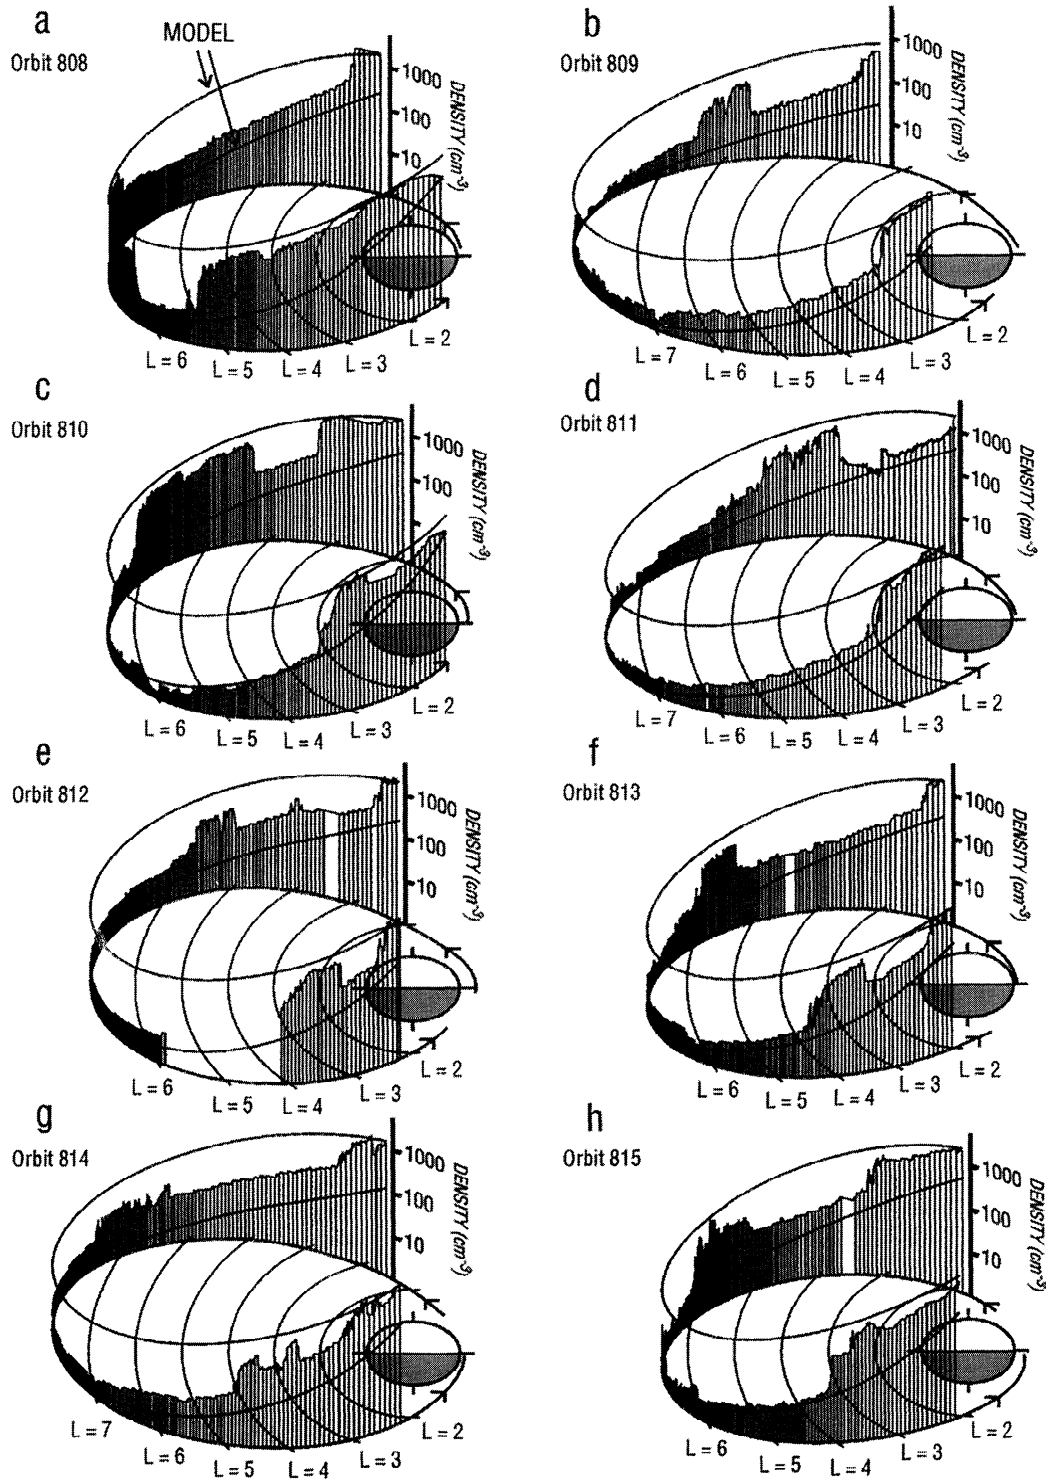 a
Orbit 808
MODEL
1000
100
10
DENSITY (cm-3)
L = 6
L = 5
L = 4
L = 3
L = 2
b
Orbit 809
1000
100
10
DENSITY (cm-3)
L = 7
L = 6
L = 5
L = 4
L = 3
L = 2
c
Orbit 810
1000
100
DENSITY (cm-3)
L = 6
L = 5
L = 4
L = 3
L = 2
d
Orbit 811
1000
100
10
DENSITY (cm-3)
L = 7
L = 6
L = 5
L = 4
L = 3
L = 2
e
Orbit 812
1000
100
10
DENSITY (cm-3)
L = 6
L = 5
L = 4
L = 3
L = 2
f
Orbit 813
1000
100
10
DENSITY (cm-3)
L = 6
L = 5
L = 4
L = 3
L = 2
g
Orbit 814
1000
100
10
DENSITY (cm-3)
L = 7
L = 6
L = 5
L = 4
L = 3
L = 2
h
Orbit 815
1000
100
10
DENSITY (cm-3)
L = 6
L = 5
L = 4
L = 3
L = 2